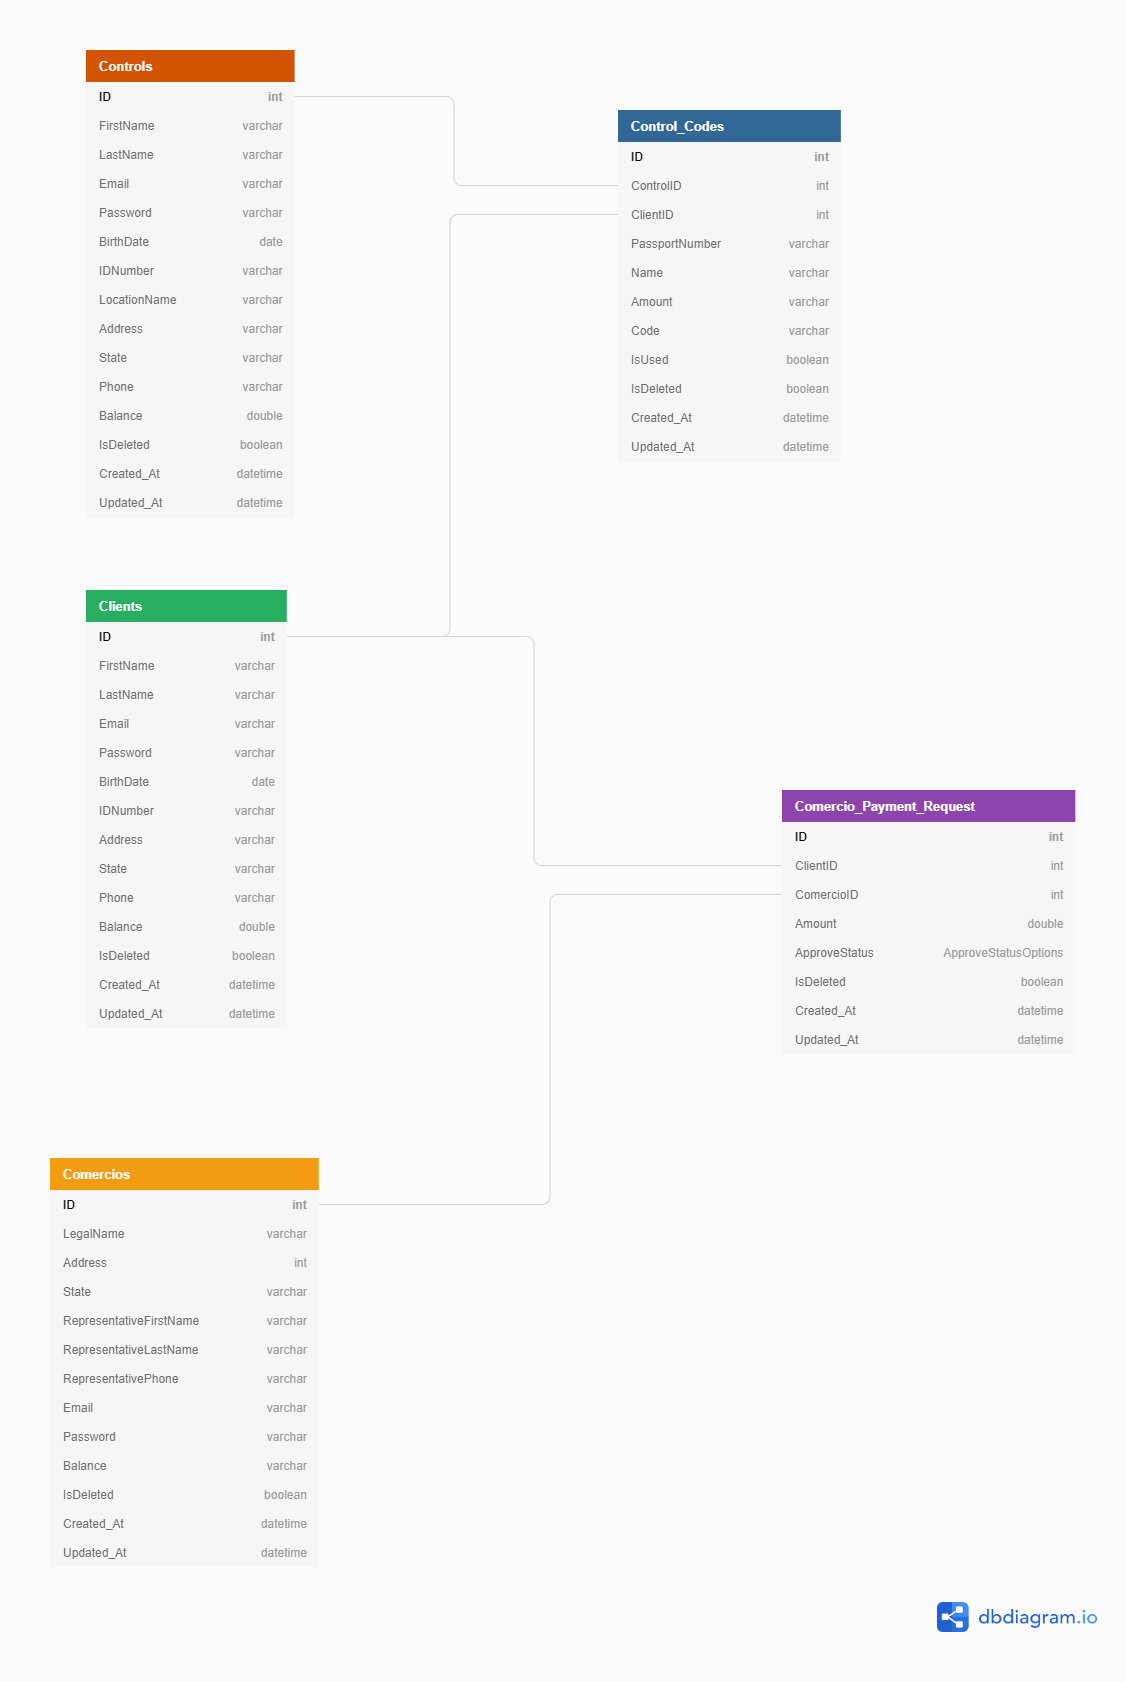 Controls
ID int
FirstName varchar
LastName varchar
Email varchar
Password varchar
BirthDate date
IDNumber varchar
LocationName varchar
Address varchar
State varchar
Phone varchar
Balance double
IsDeleted boolean
Created_At datetime
Updated_At datetime
Control_Codes
ID int
ControlID int
ClientID int
PassportNumber varchar
Name varchar
Amount varchar
Code varchar
IsUsed boolean
IsDeleted boolean
Created_At datetime
Updated_At datetime
Clients
ID int
FirstName varchar
LastName varchar
Email varchar
Password varchar
BirthDate date
IDNumber varchar
Address varchar
State varchar
Phone varchar
Balance double
IsDeleted boolean
Created_At datetime
Updated_At datetime
Comercio_Payment_Request
ID int
ClientID int
ComercioID int
Amount double
ApproveStatus ApproveStatusOptions
IsDeleted boolean
Created_At datetime
Updated_At datetime
Comercios
ID int
LegalName varchar
Address int
State varchar
RepresentativeFirstName varchar
RepresentativeLastName varchar
RepresentativePhone varchar
Email varchar
Password varchar
Balance varchar
IsDeleted boolean
Created_At datetime
Updated_At datetime
dbdiagram.io